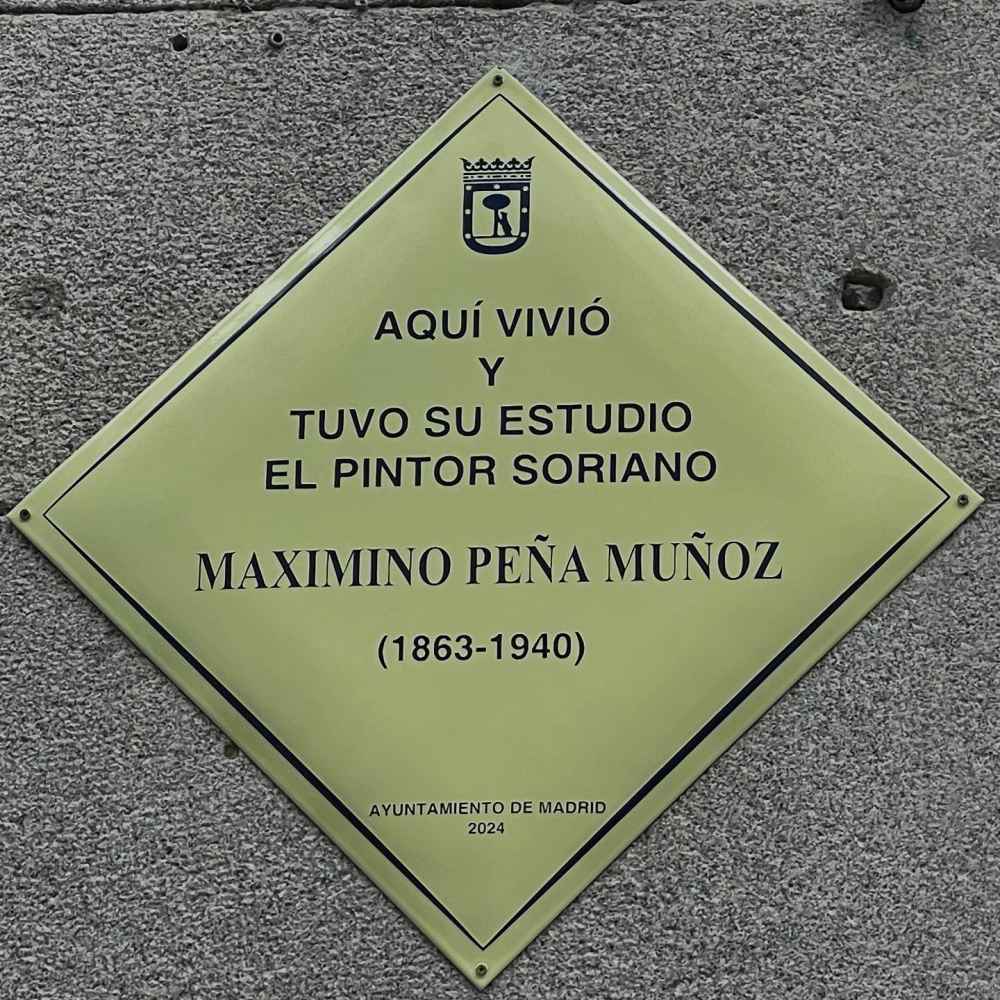 AQUÍ VIVIÓ
Y
TUVO SU ESTUDIO
EL PINTOR SORIANO
MAXIMINO PEÑA MUÑOZ
(1863-1940)
AYUNTAMIENTO DE MADRID
2024